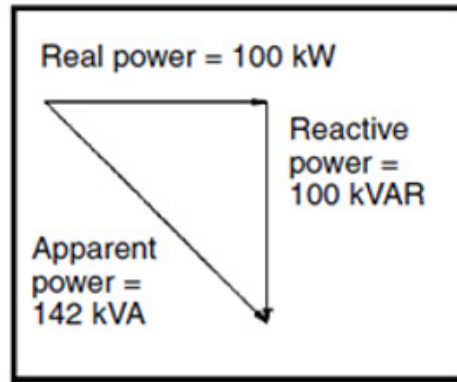 Real power = 100 kW
Reactive
power =
100 kVAR
Apparent
power =
142 kVA